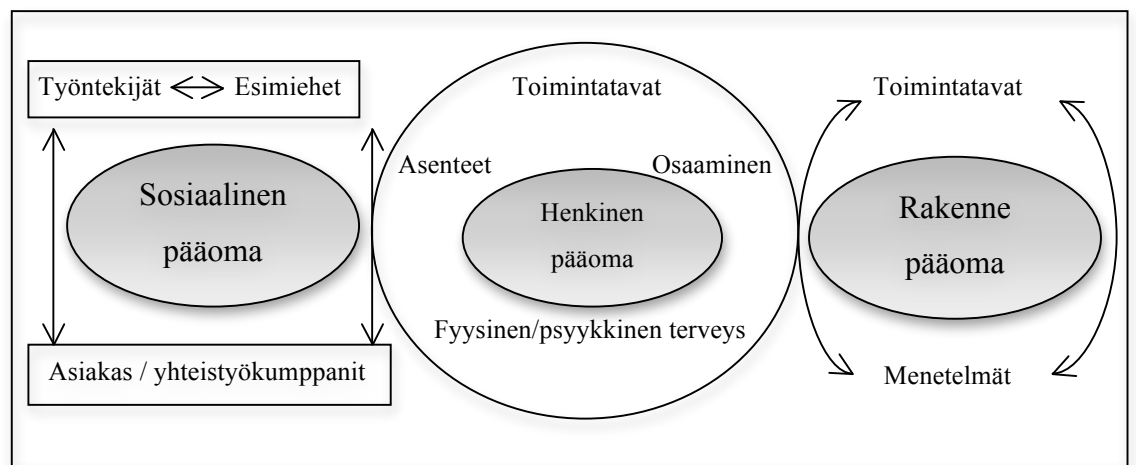 Työntekijät Esimiehet
Sosiaalinen
pääoma
Asiakas / yhteistyökumppanit
Toimintatavat
Asenteet
Osaaminen
Henkinen
pääoma
Fyysinen/psyykkinen terveys
Toimintatavat
Rakenne
pääoma
Menetelmät